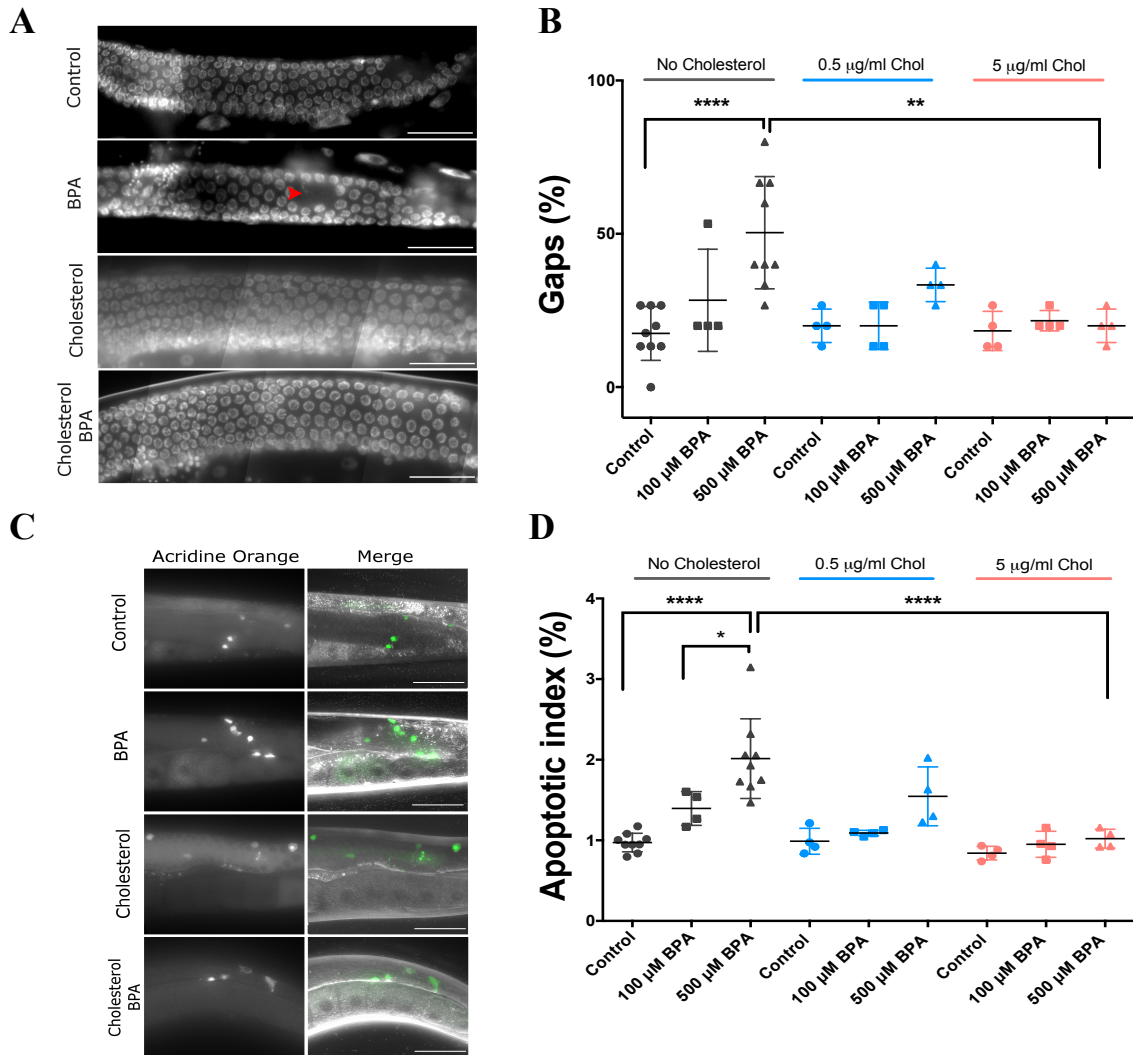 A
Control
BPA
Cholesterol
Cholesterol
BPA
B
No Cholesterol
0.5 µg/ml Chol
5 µg/ml Chol
****
**
Gaps (%)
100
50
0
Control
100 µM BPA
500 µM BPA
Control
100 µM BPA
500 µM BPA
Control
100 µM BPA
500 µM BPA
C
Acridine Orange
Merge
Control
BPA
Cholesterol
Cholesterol
BPA
D
No Cholesterol
0.5 µg/ml Chol
5 µg/ml Chol
****
****
*
Apoptotic index (%)
4
3
2
1
0
Control
100 µM BPA
500 µM BPA
Control
100 µM BPA
500 µM BPA
Control
100 µM BPA
500 µM BPA